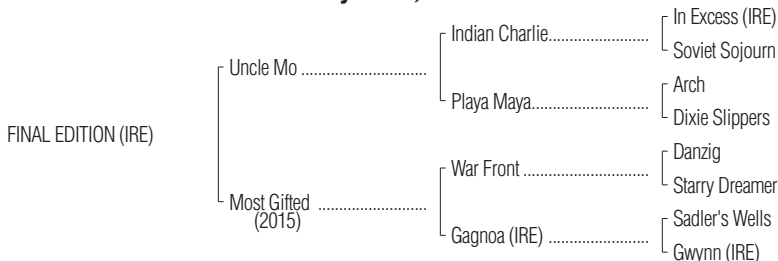 Indian Charlie..........................
In Excess (IRE)
Soviet Sojourn
Uncle Mo ................................
Playa Maya..............................
Arch
Dixie Slippers
FINAL EDITION (IRE)
War Front ................................
Danzig
Starry Dreamer
Most Gifted ............................
(2015)
Gagnoa (IRE) .........................
Sadler's Wells
Gwynn (IRE)